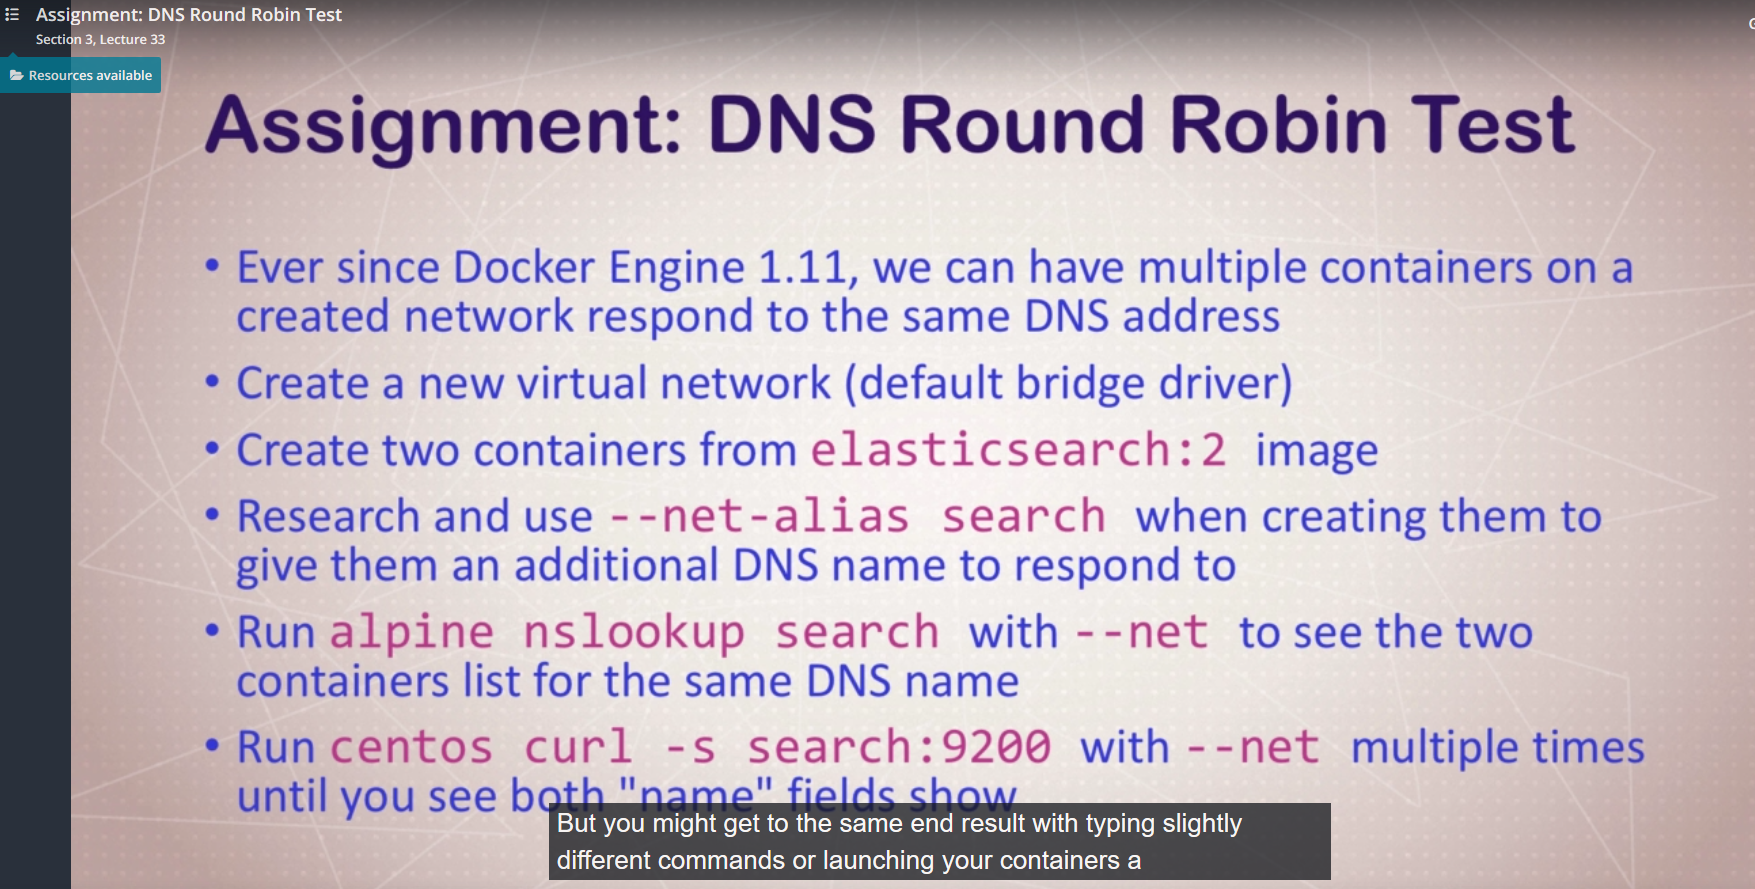 Assignment: DNS Round Robin Test
Section 3, Lecture 33
Resources available
Assignment: DNS Round Robin Test
• Ever since Docker Engine 1.11, we can have multiple containers on a
created network respond to the same DNS address
• Create a new virtual network (default bridge driver)
• Create two containers from elasticsearch:2 image
• Research and use --net-alias search when creating them to
give them an additional DNS name to respond to
• Run alpine nslookup search with --net to see the two
containers list for the same DNS name
• Run centos curl -s search:9200 with --net multiple times
until you see both "name" fields show
But you might get to the same end result with typing slightly
different commands or launching your containers a